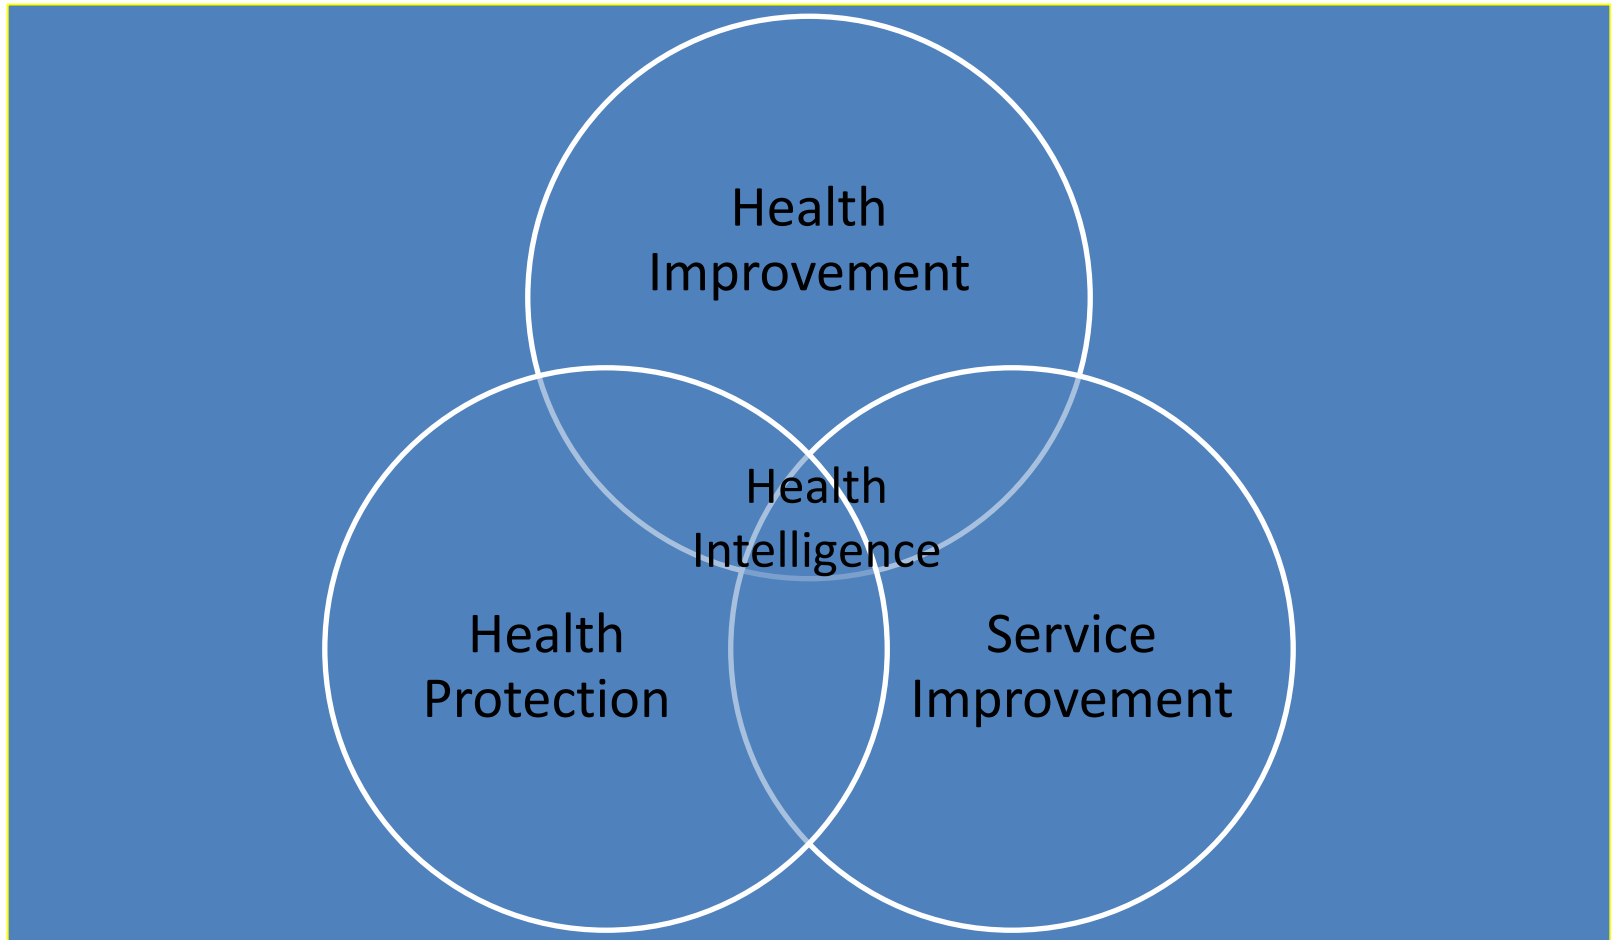 Health
Improvement
Health
Intelligence
Health
Protection
Service
Improvement